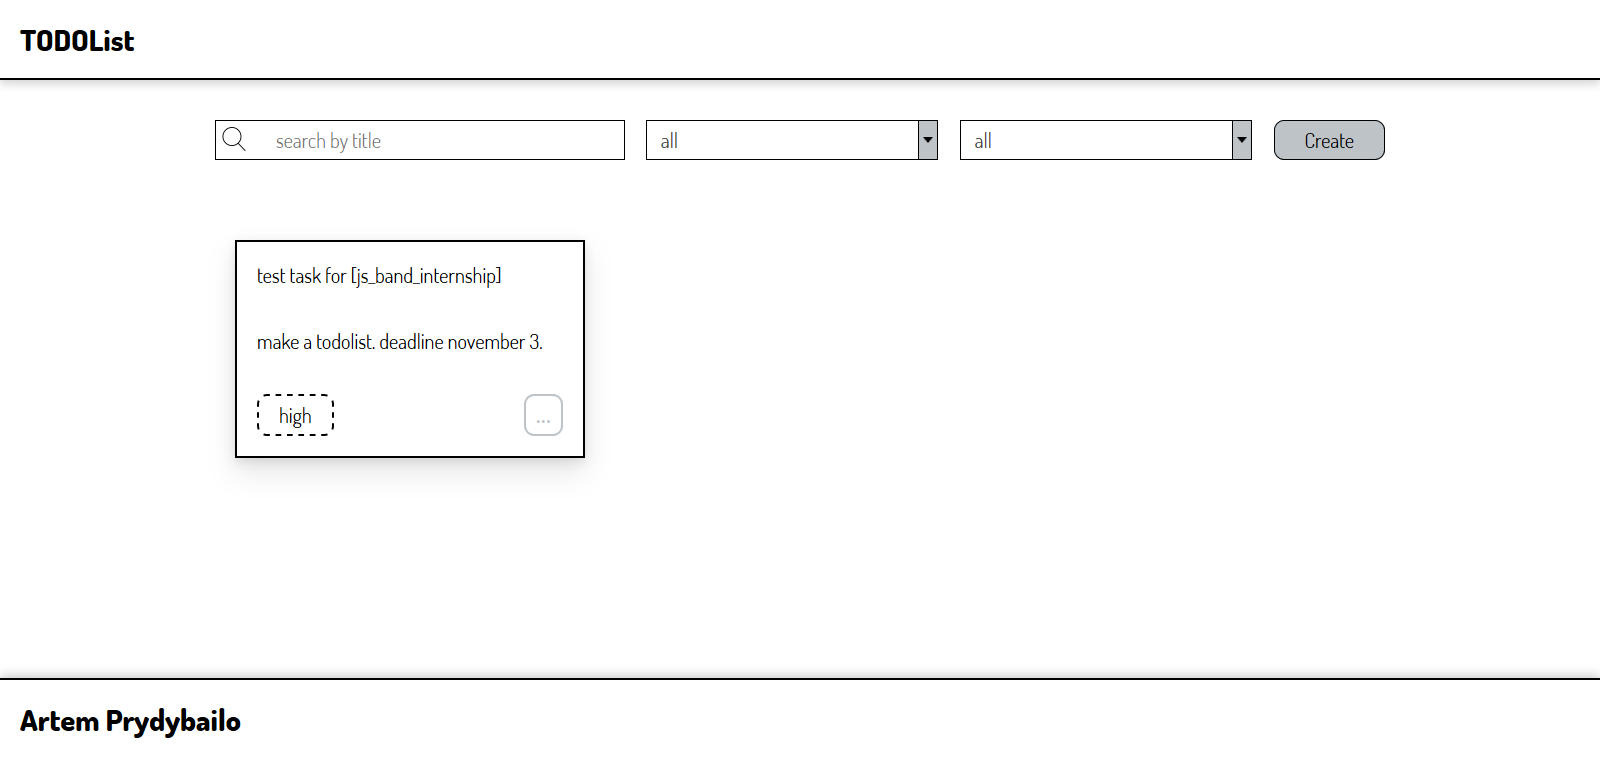 TODOList
search by title
all
all
Create
test task for [js_band_internship]
make a todolist. deadline november 3.
high
...
Artem Prydybailo